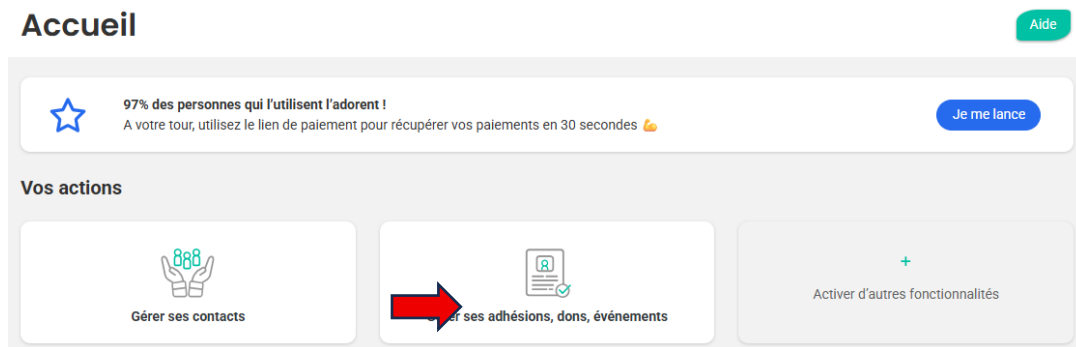 Accueil
Aide
97% des personnes qui l'utilisent l'adorent !
A votre tour, utilisez le lien de paiement pour récupérer vos paiements en 30 secondes 💪
Je me lance
Vos actions
Gérer ses contacts
ses adhésions, dons, événements
+
Activer d'autres fonctionnalités